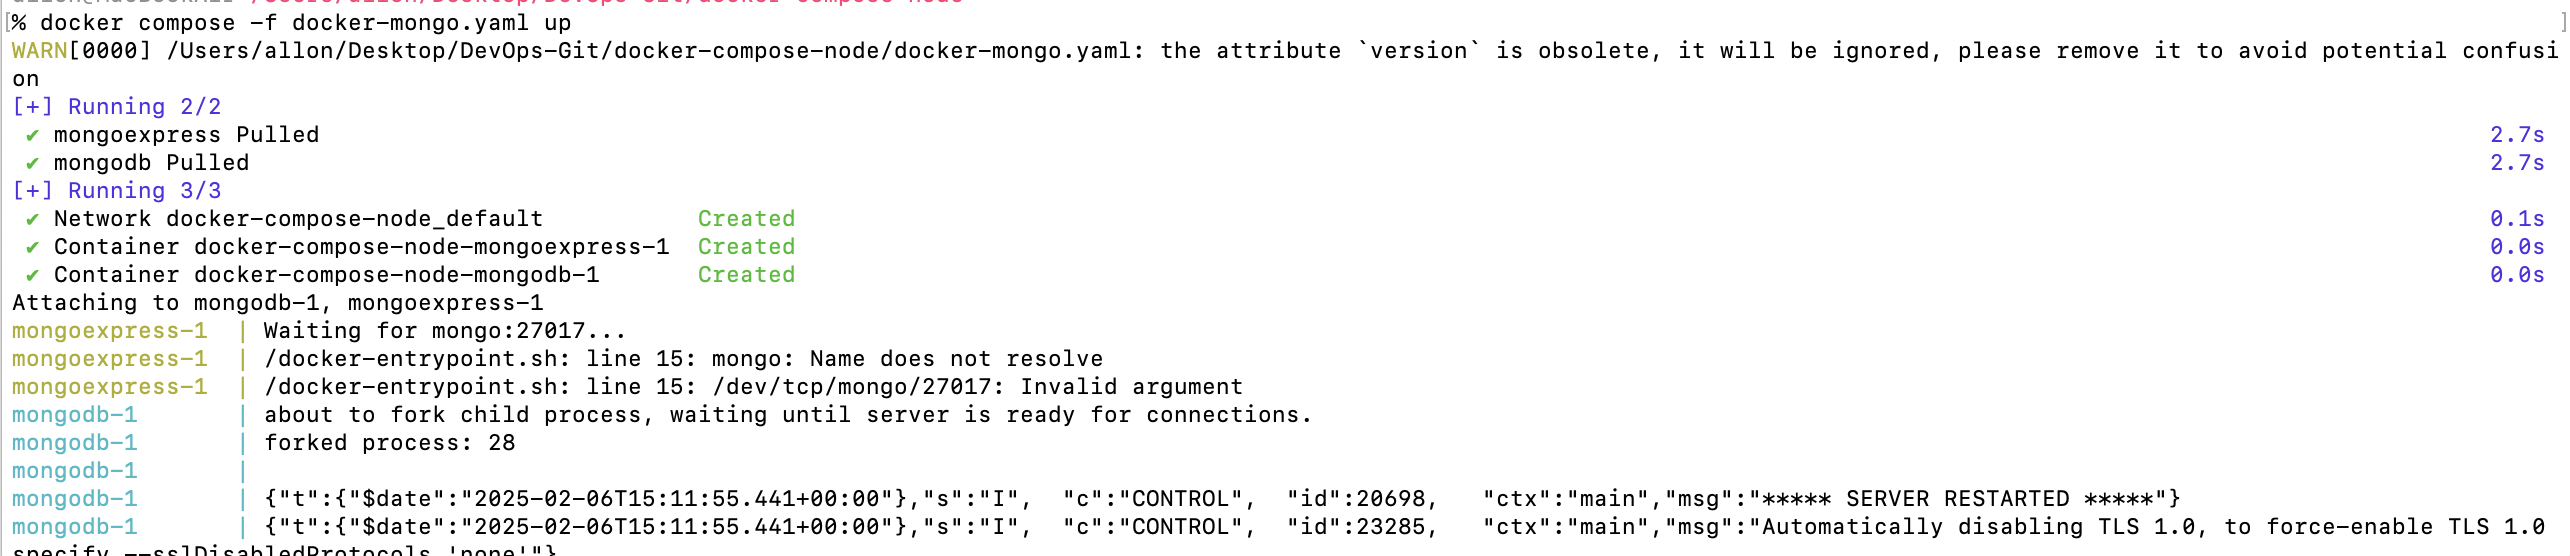 [% docker compose -f docker-mongo.yaml up ]
WARN[0000] /Users/allon/Desktop/DevOps-Git/docker-compose-node/docker-mongo.yaml: the attribute `version` is obsolete, it will be ignored, please remove it to avoid potential confusi
on
[+] Running 2/2
✔ mongoexpress Pulled 2.7s
✔ mongodb Pulled 2.7s
[+] Running 3/3
✔ Network docker-compose-node_default Created 0.1s
✔ Container docker-compose-node-mongoexpress-1 Created 0.0s
✔ Container docker-compose-node-mongodb-1 Created 0.0s
Attaching to mongodb-1, mongoexpress-1
mongoexpress-1 | Waiting for mongo:27017...
mongoexpress-1 | /docker-entrypoint.sh: line 15: mongo: Name does not resolve
mongoexpress-1 | /docker-entrypoint.sh: line 15: /dev/tcp/mongo/27017: Invalid argument
mongodb-1 | about to fork child process, waiting until server is ready for connections.
mongodb-1 | forked process: 28
mongodb-1 |
mongodb-1 | {"t":{"$date":"2025-02-06T15:11:55.441+00:00"},"s":"I", "c":"CONTROL", "id":20698, "ctx":"main","msg":"***** SERVER RESTARTED *****"}
mongodb-1 | {"t":{"$date":"2025-02-06T15:11:55.441+00:00"},"s":"I", "c":"CONTROL", "id":23285, "ctx":"main","msg":"Automatically disabling TLS 1.0, to force-enable TLS 1.0
specify --sslDisabledProtocols 'none'"}